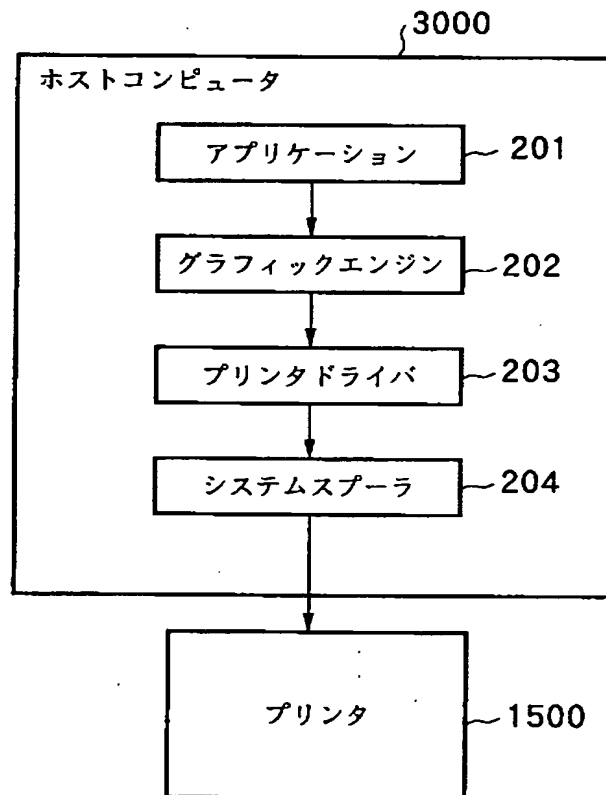 3000
ホストコンピュータ
アプリケーション 201
グラフィックエンジン 202
プリンタドライバ 203
システムスプーラ 204
プリンタ 1500